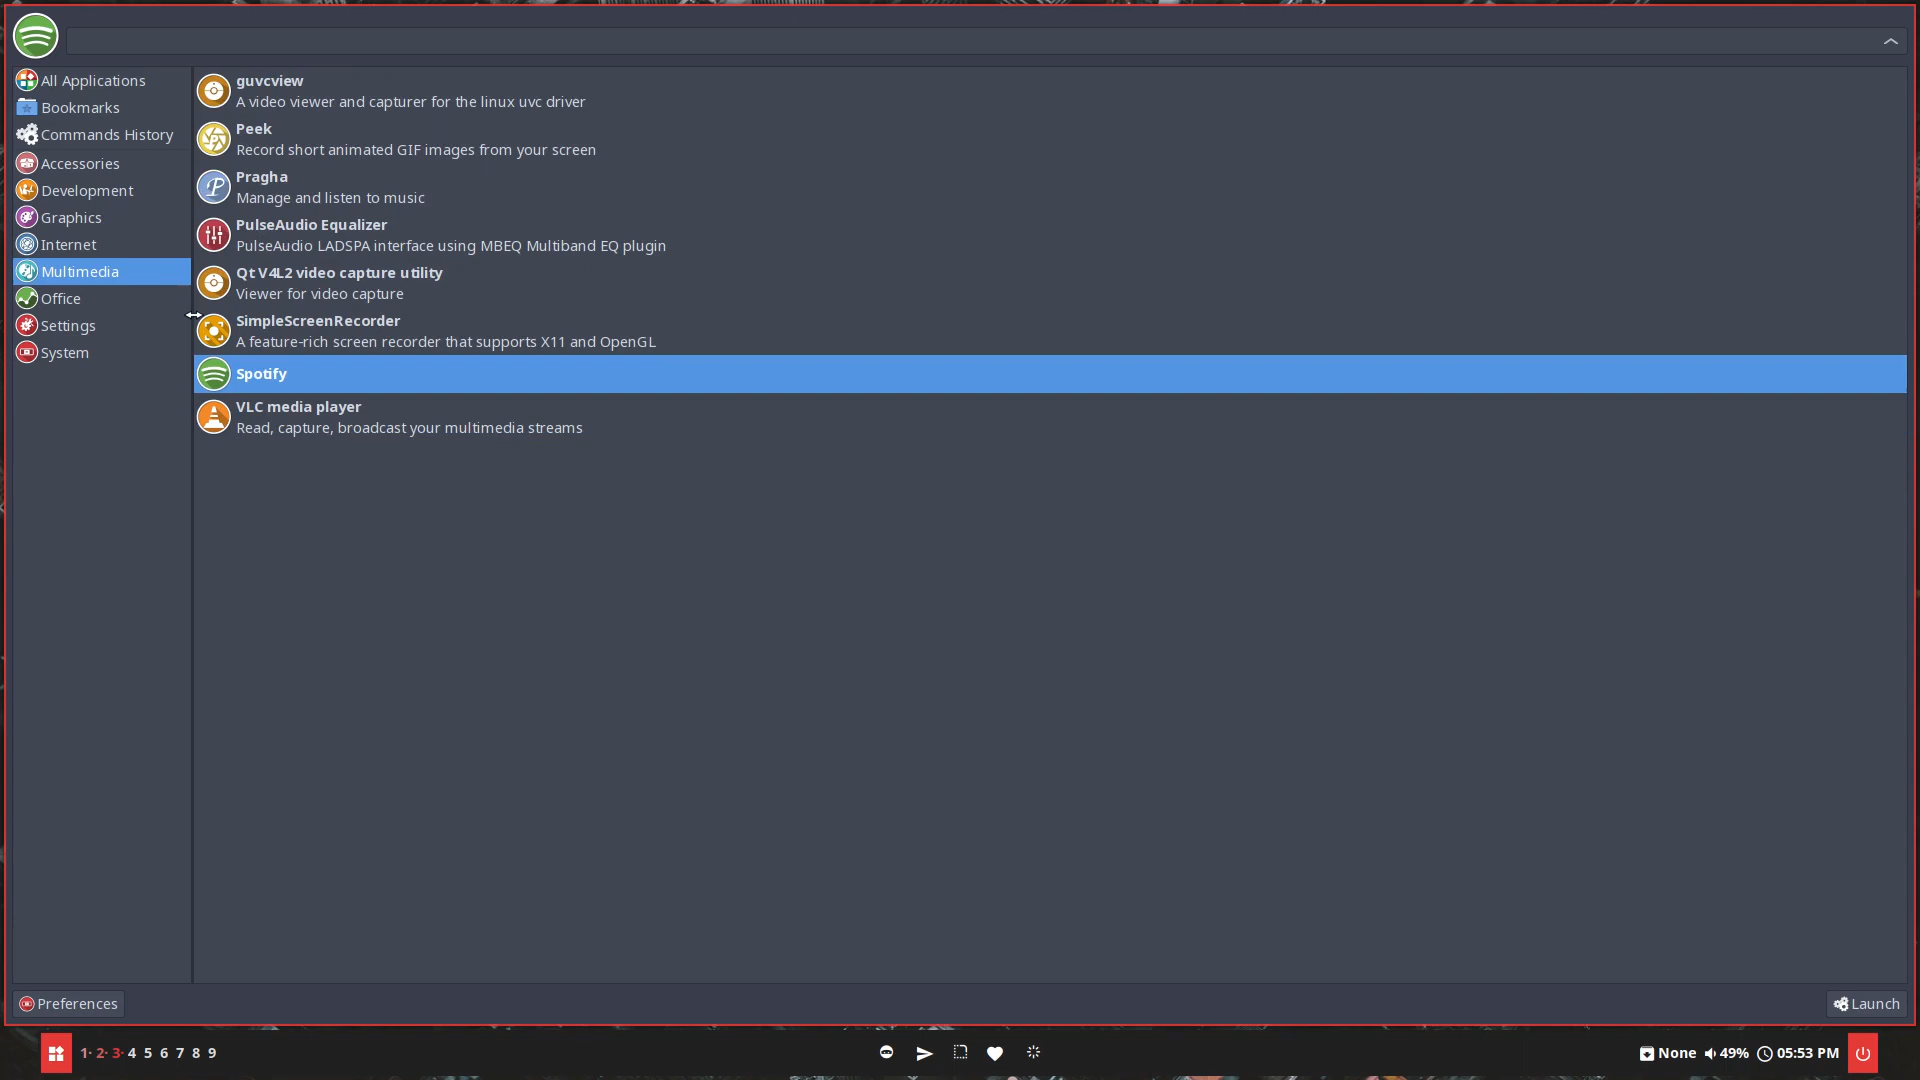 All Applications
Bookmarks
Commands History
Accessories
Development
Graphics
Internet
Multimedia
Office
Settings
System
guvcview
A video viewer and capturer for the linux uvc driver
Peek
Record short animated GIF images from your screen
Pragha
Manage and listen to music
PulseAudio Equalizer
PulseAudio LADSPA interface using MBEQ Multiband EQ plugin
Qt V4L2 video capture utility
Viewer for video capture
SimpleScreenRecorder
A feature-rich screen recorder that supports X11 and OpenGL
Spotify
VLC media player
Read, capture, broadcast your multimedia streams
Preferences
Launch
1· 2· 3· 4 5 6 7 8 9
None 49% 05:53 PM